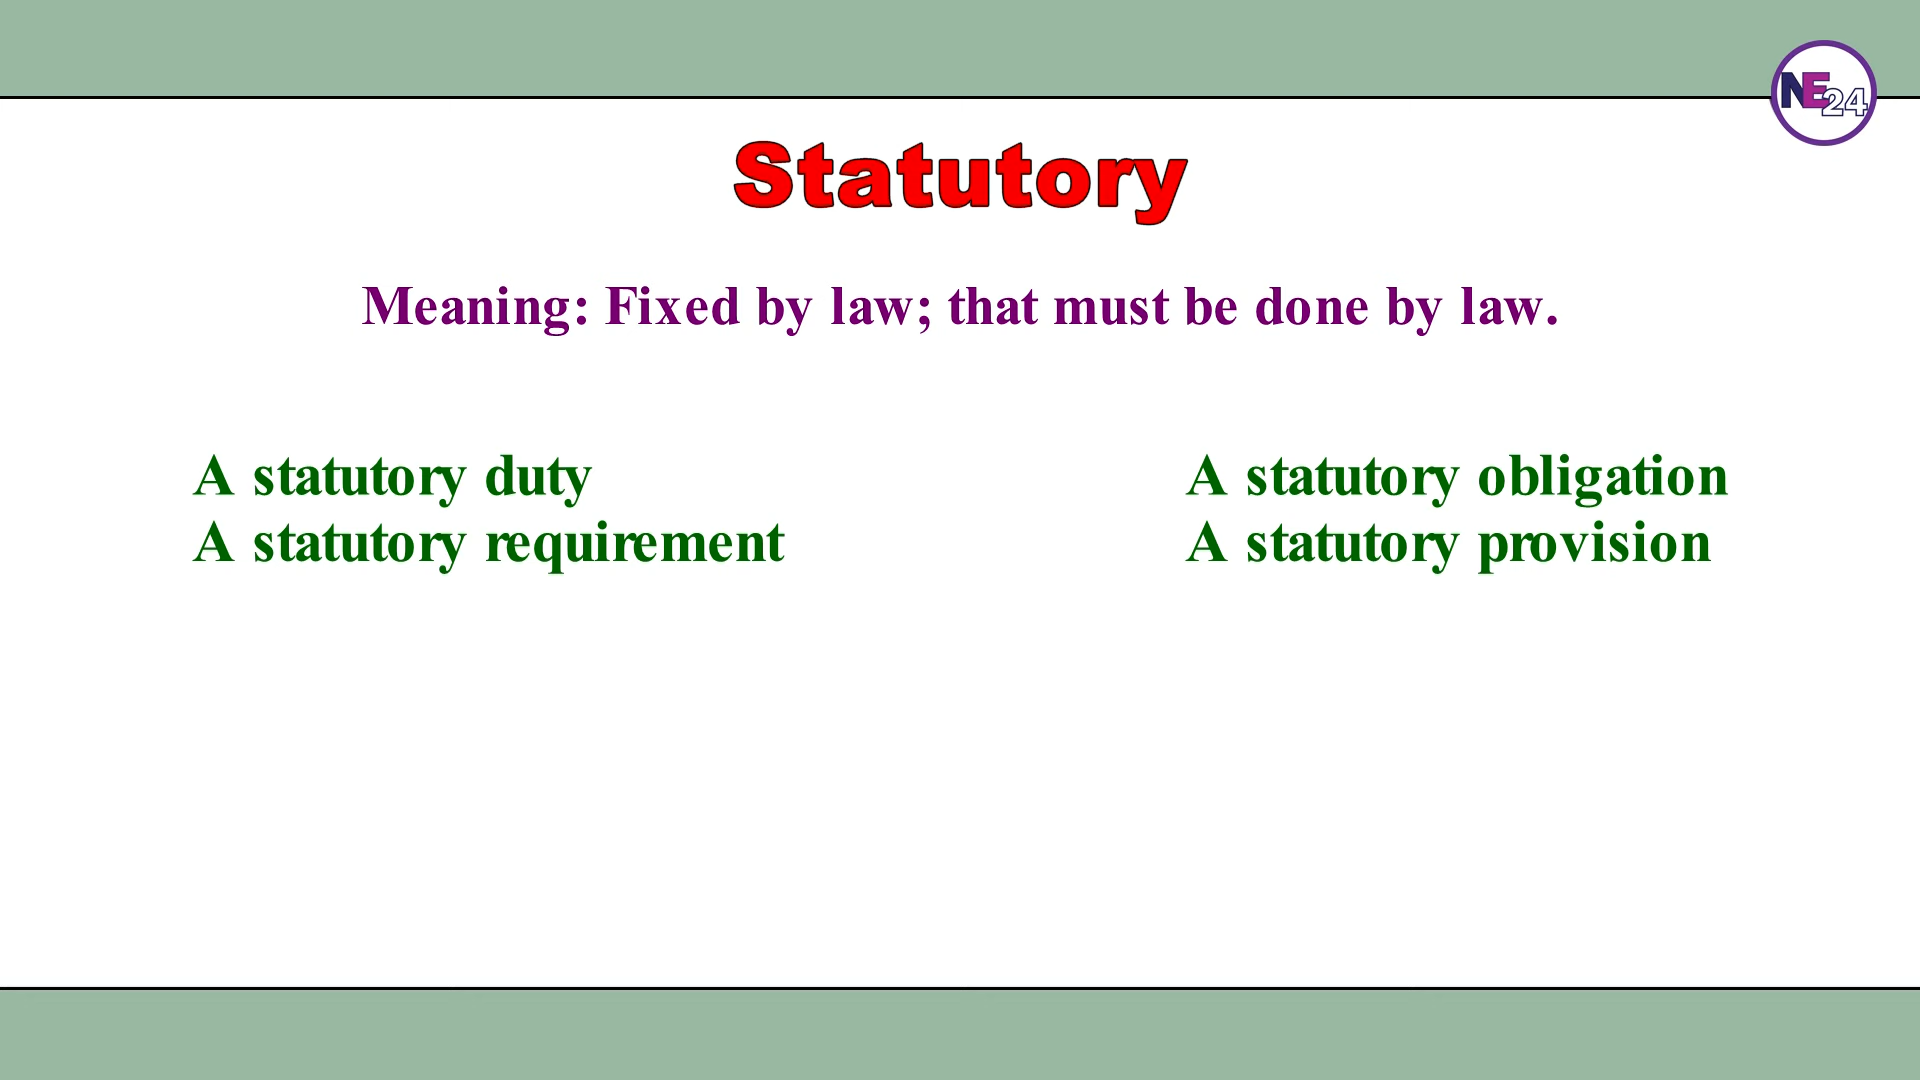 NE24
Statutory
Meaning: Fixed by law; that must be done by law.
A statutory duty
A statutory requirement
A statutory obligation
A statutory provision